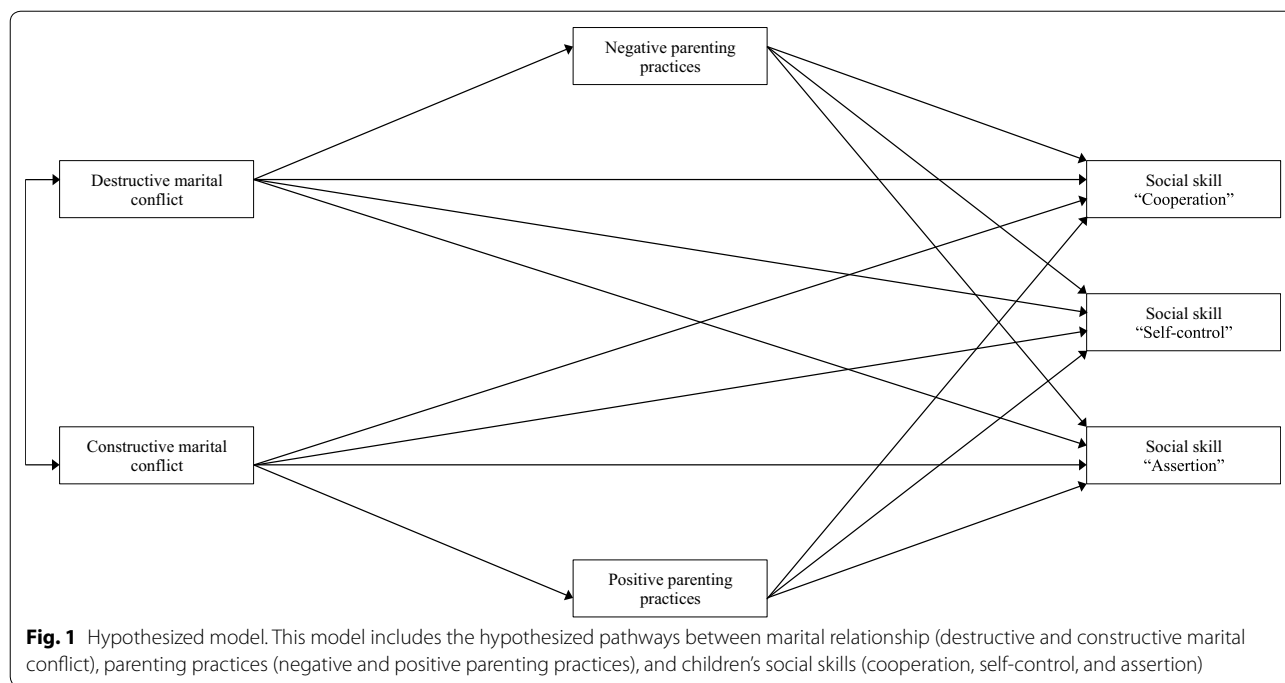 Negative parenting
practices
Destructive marital
conflict
Social skill
“Cooperation”
Social skill
“Self-control”
Constructive marital
conflict
Social skill
“Assertion”
Positive parenting
practices
Fig. 1 Hypothesized model. This model includes the hypothesized pathways between marital relationship (destructive and constructive marital
conflict), parenting practices (negative and positive parenting practices), and children’s social skills (cooperation, self-control, and assertion)